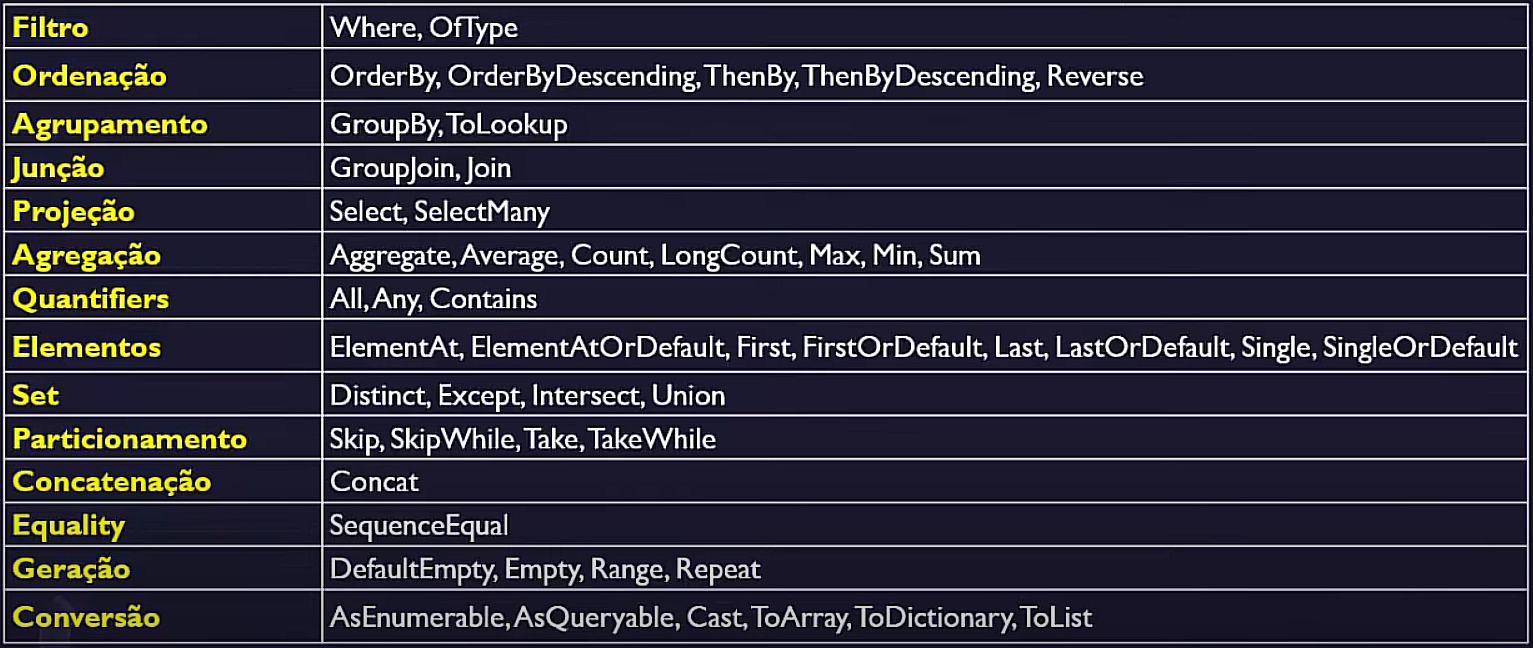 Filtro Where, OfType
Ordenação OrderBy, OrderByDescending, ThenBy, ThenByDescending, Reverse
Agrupamento GroupBy, ToLookup
Junção GroupJoin, Join
Projeção Select, SelectMany
Agregação Aggregate, Average, Count, LongCount, Max, Min, Sum
Quantifiers All, Any, Contains
Elementos ElementAt, ElementAtOrDefault, First, FirstOrDefault, Last, LastOrDefault, Single, SingleOrDefault
Set Distinct, Except, Intersect, Union
Particionamento Skip, SkipWhile, Take, TakeWhile
Concatenação Concat
Equality SequenceEqual
Geração DefaultEmpty, Empty, Range, Repeat
Conversão AsEnumerable, AsQueryable, Cast, ToArray, ToDictionary, ToList